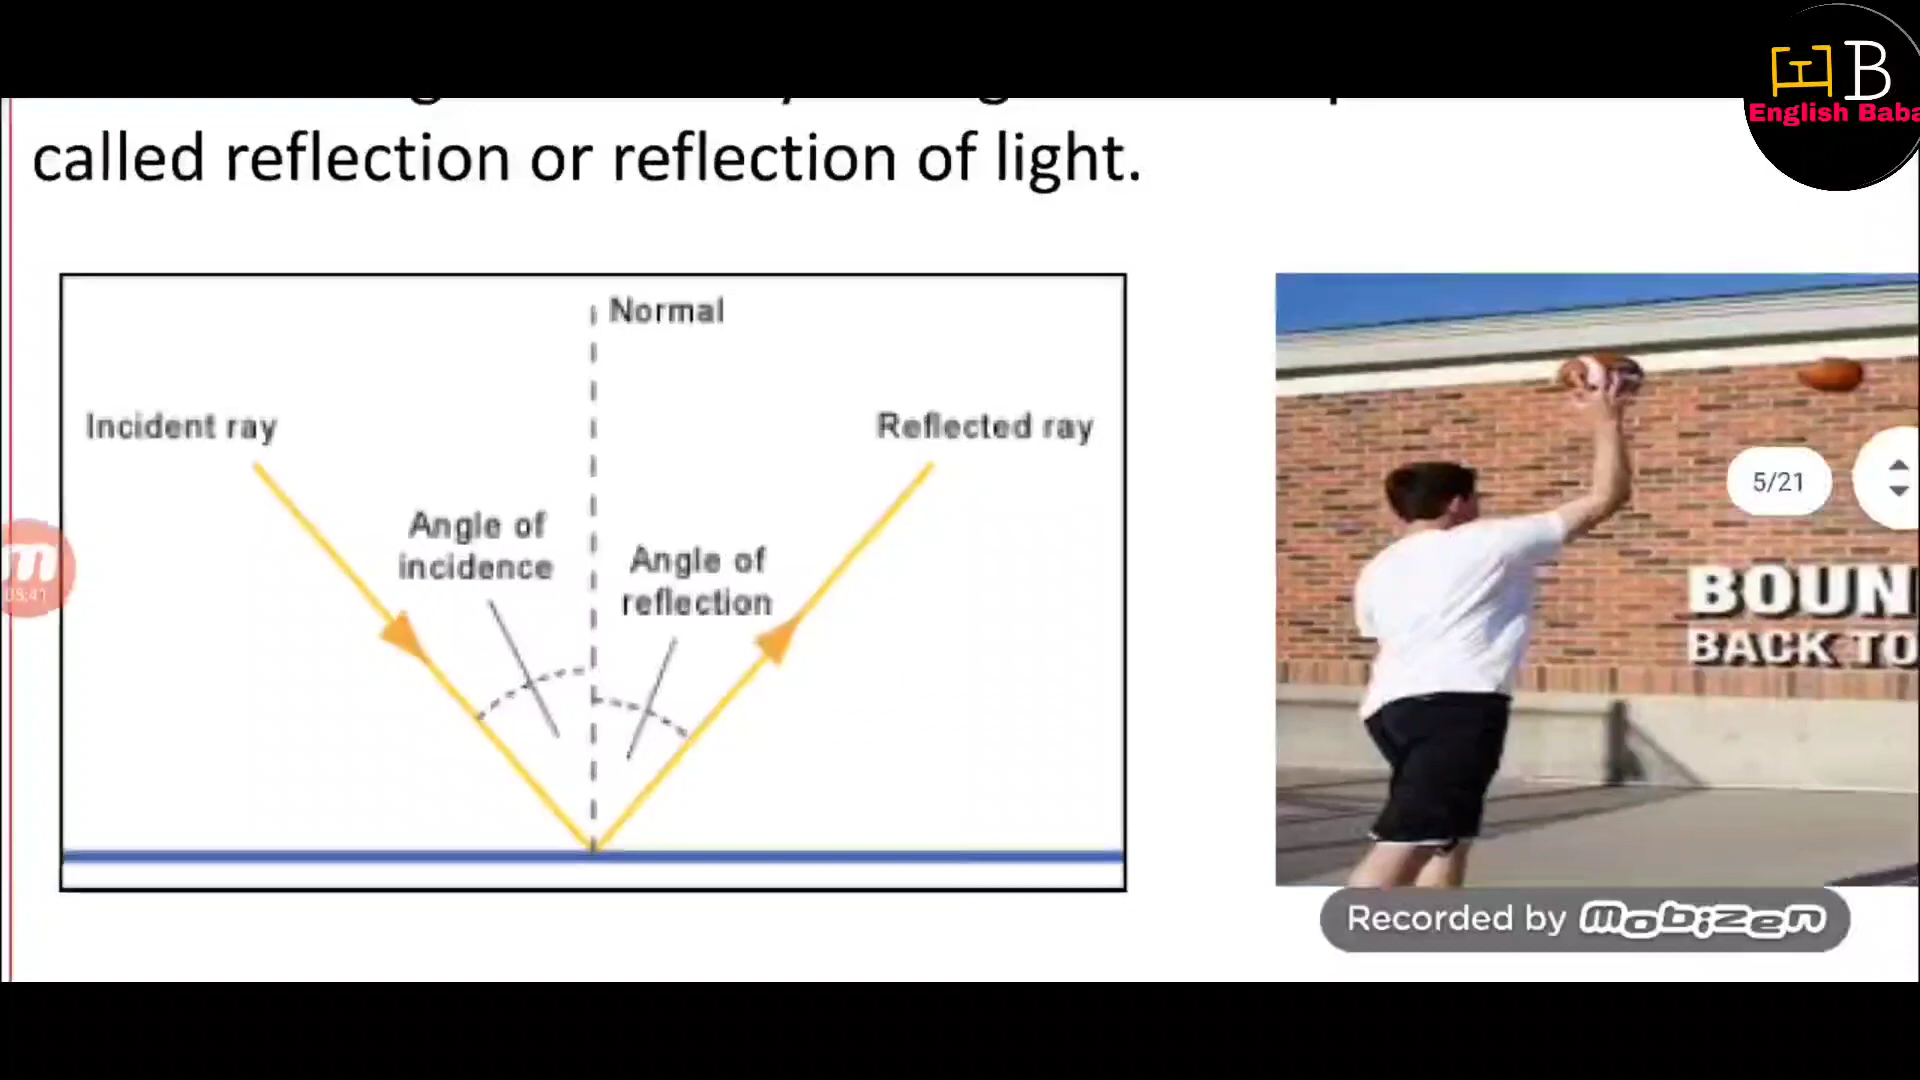 called reflection or reflection of light.
Normal
Incident ray
Reflected ray
Angle of
incidence
Angle of
reflection
BOUN
BACK TO
5/21
English Baba
Recorded by mobizen